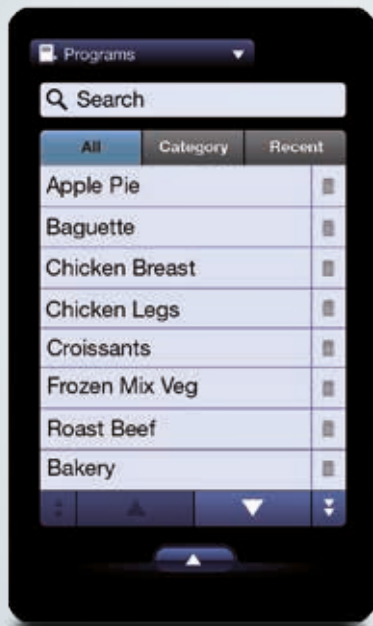 Programs
Search
All Category Recent
Apple Pie
Baguette
Chicken Breast
Chicken Legs
Croissants
Frozen Mix Veg
Roast Beef
Bakery